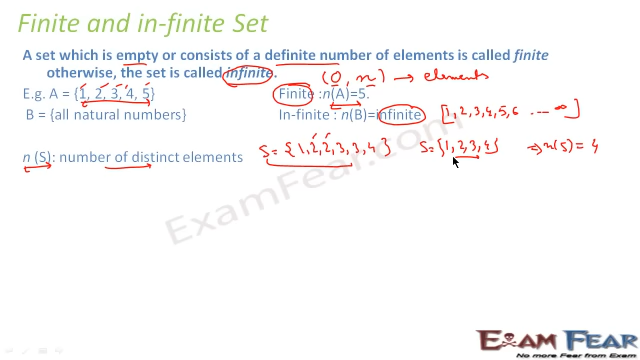 Finite and in-finite Set
A set which is empty or consists of a definite number of elements is called finite
otherwise, the set is called infinite.
(0, n) → elements
E.g. A = {1, 2, 3, 4, 5}
Finite : n(A)=5.
B = {all natural numbers}
In-finite : n(B)=infinite
[1,2,3,4,5,6 ---- ∞]
n (S): number of distinct elements
S= {1,2,2,3,3,4}
S={1,2,3,4}
⇒ n(S) = 4
ExamFear.com
EXAM FEAR
No more Fear from Exams